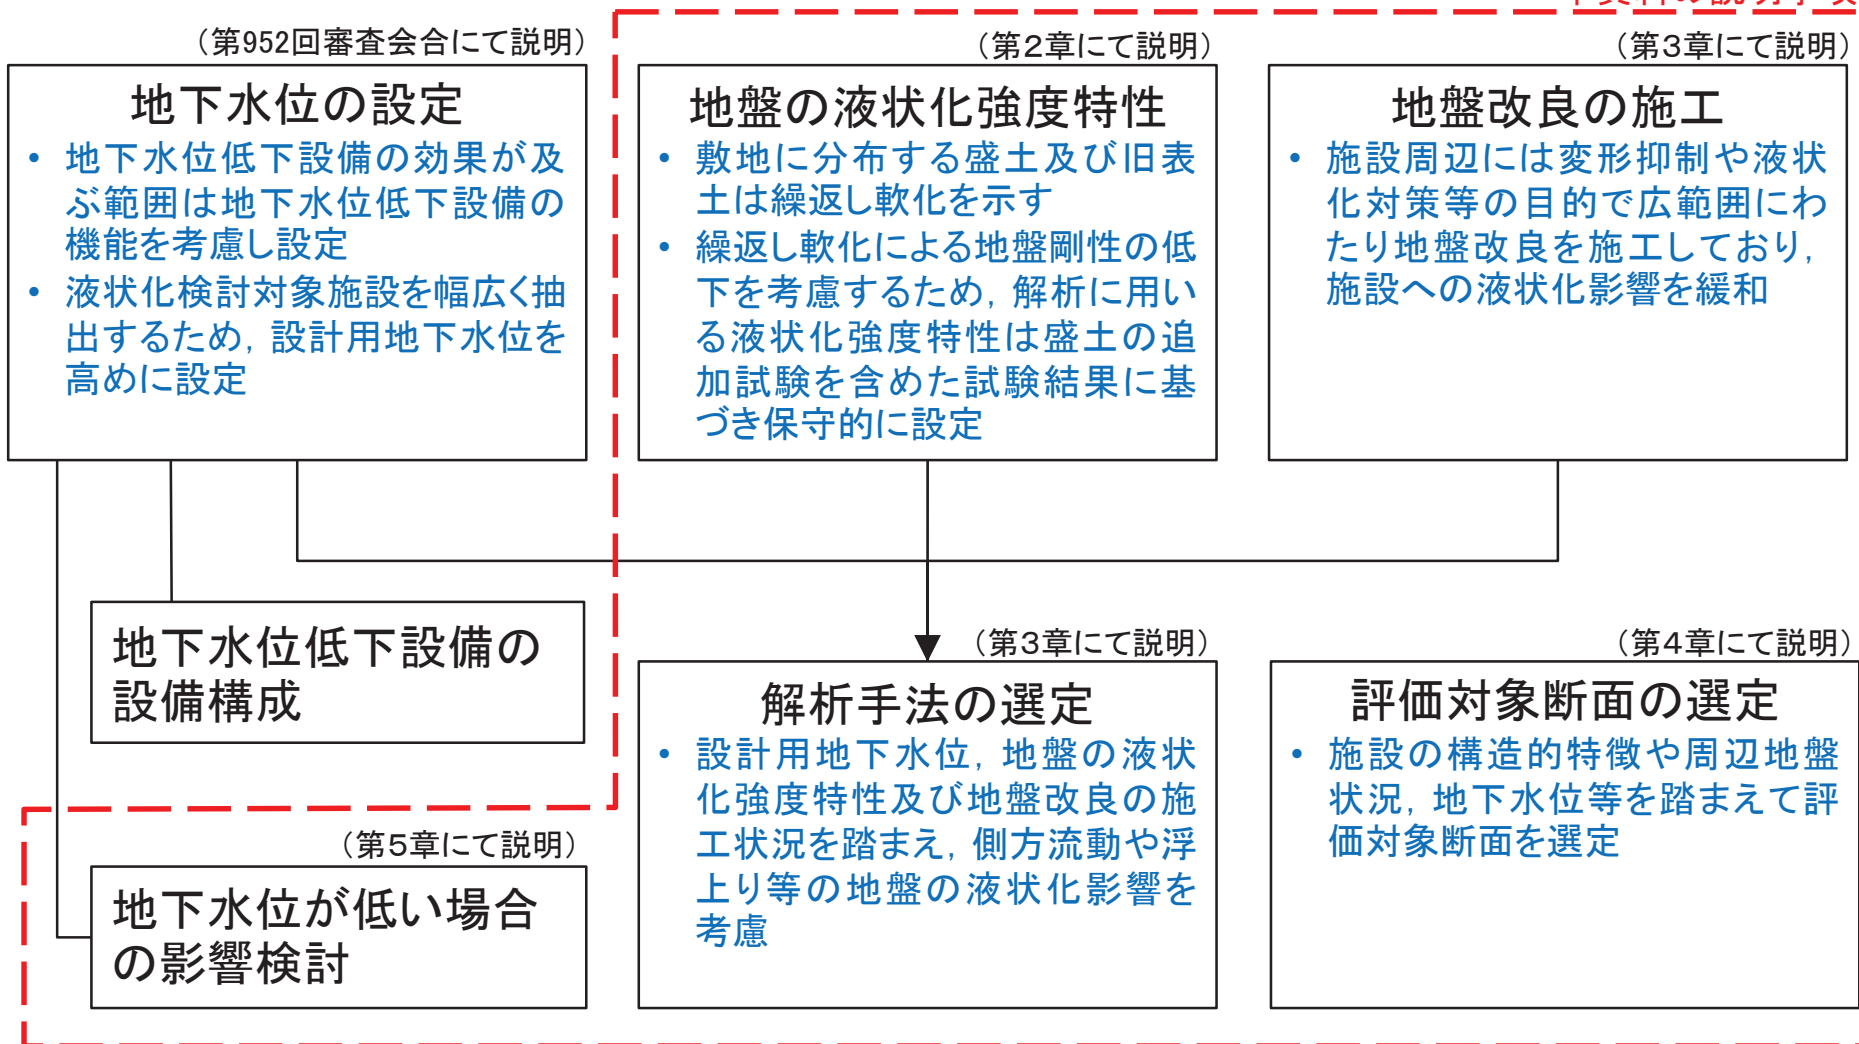 （第952回審査会合にて説明）
地下水位の設定
• 地下水位低下設備の効果が及
ぶ範囲は地下水位低下設備の
機能を考慮し設定
• 液状化検討対象施設を幅広く抽
出するため，設計用地下水位を
高めに設定
（第２章にて説明）
地盤の液状化強度特性
• 敷地に分布する盛土及び旧表
土は繰返し軟化を示す
• 繰返し軟化による地盤剛性の低
下を考慮するため，解析に用い
る液状化強度特性は盛土の追
加試験を含めた試験結果に基
づき保守的に設定
（第３章にて説明）
地盤改良の施工
• 施設周辺には変形抑制や液状
化対策等の目的で広範囲にわ
たり地盤改良を施工しており，
施設への液状化影響を緩和
地下水位低下設備の
設備構成
（第５章にて説明）
地下水位が低い場合
の影響検討
（第３章にて説明）
解析手法の選定
• 設計用地下水位，地盤の液状
化強度特性及び地盤改良の施
工状況を踏まえ，側方流動や浮
上り等の地盤の液状化影響を
考慮
（第４章にて説明）
評価対象断面の選定
• 施設の構造的特徴や周辺地盤
状況，地下水位等を踏まえて評
価対象断面を選定